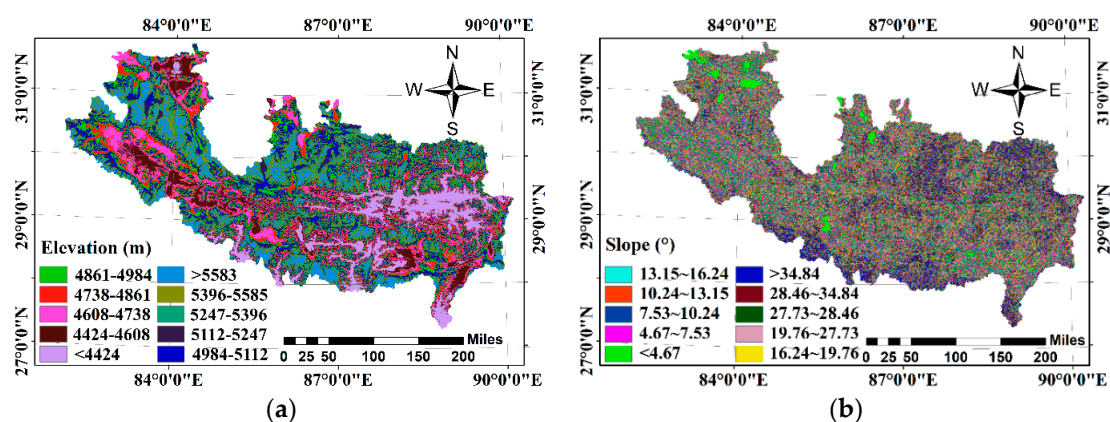 84°0'0"E 87°0'0"E 90°0'0"E
(a)
N
W E
S
31°0'0"N 31°0'0"N
29°0'0"N 29°0'0"N
27°0'0"N 27°0'0"N
Elevation (m)
4861-4984 >5583
4738-4861 5396-5585
4608-4738 5247-5396
4424-4608 5112-5247
<4424 4984-5112
0 25 50 100 150 200 Miles
84°0'0"E 87°0'0"E 90°0'0"E
(a)
84°0'0"E 87°0'0"E 90°0'0"E
(b)
N
W E
S
31°0'0"N 31°0'0"N
29°0'0"N 29°0'0"N
27°0'0"N 27°0'0"N
Slope (°)
13.15~16.24 >34.84
10.24~13.15 28.46~34.84
7.53~10.24 27.73~28.46
4.67~7.53 19.76~27.73
<4.67 16.24~19.76
0 25 50 100 150 200 Miles
84°0'0"E 87°0'0"E 90°0'0"E
(b)